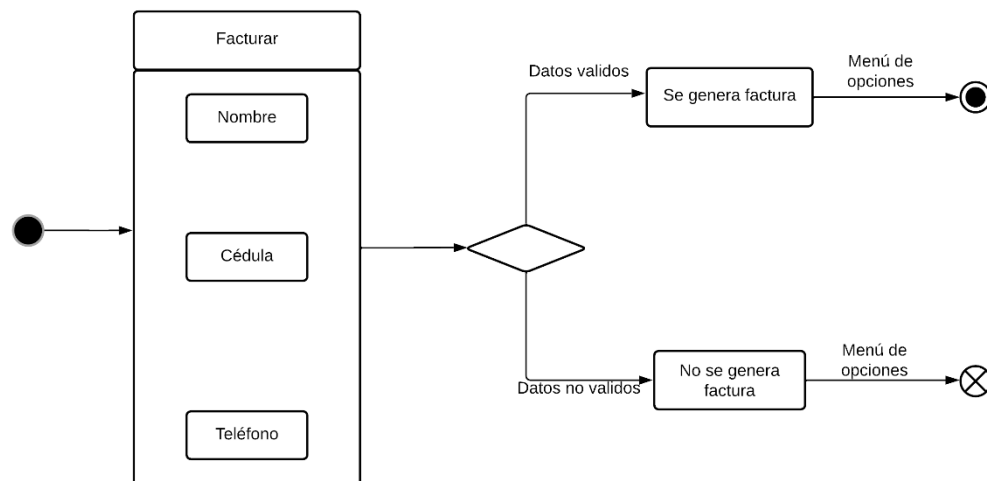 Facturar
Nombre
Cédula
Teléfono
Datos validos
Se genera factura
Menú de
opciones
Datos no validos
No se genera
factura
Menú de
opciones